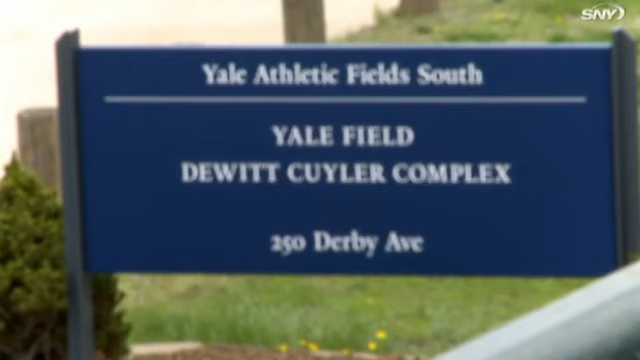 SNY
Yale Athletic Fields South
YALE FIELD
DEWITT CUYLER COMPLEX
250 Derby Ave